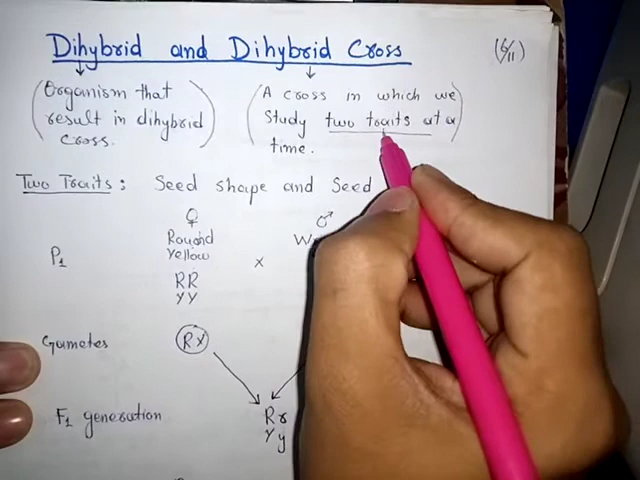 Dihybrid and Dihybrid Cross
(6/11)
(Organism that
result in dihybrid
cross.)
(A cross in which we
study two traits at a
time.)
Two Traits: Seed shape and Seed
♀
♂
Round
Yellow
W
P1
x
RR
YY
Gametes
RY
F1 generation
Rr
Yy